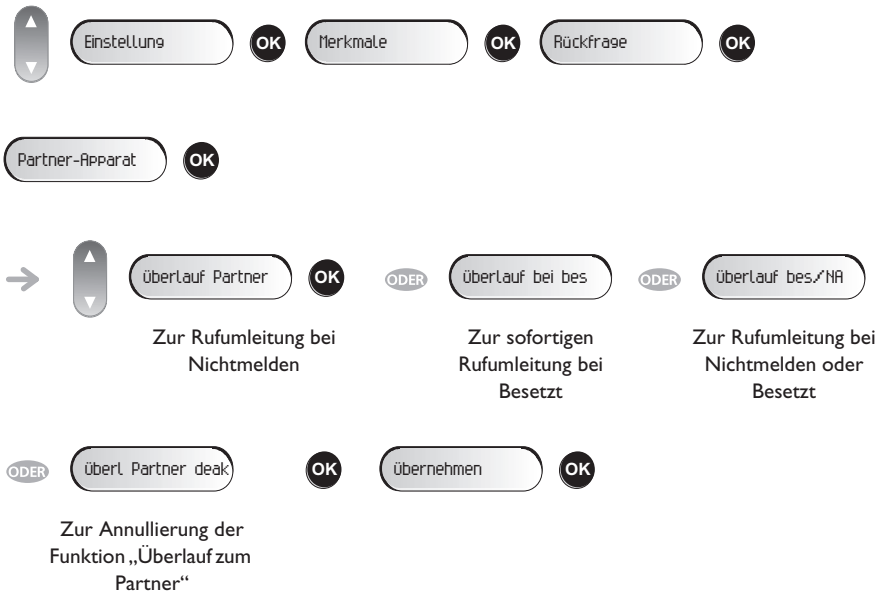 Einstellung OK Merkmale OK Rückfrage OK
Partner-Apparat OK
überlauf Partner OK ODER überlauf bei bes ODER überlauf bes/NA
Zur Rufumleitung bei
Nichtmelden
Zur sofortigen
Rufumleitung bei
Besetzt
Zur Rufumleitung bei
Nichtmelden oder
Besetzt
ODER überl Partner deak OK übernehmen OK
Zur Annullierung der
Funktion „Überlauf zum
Partner“